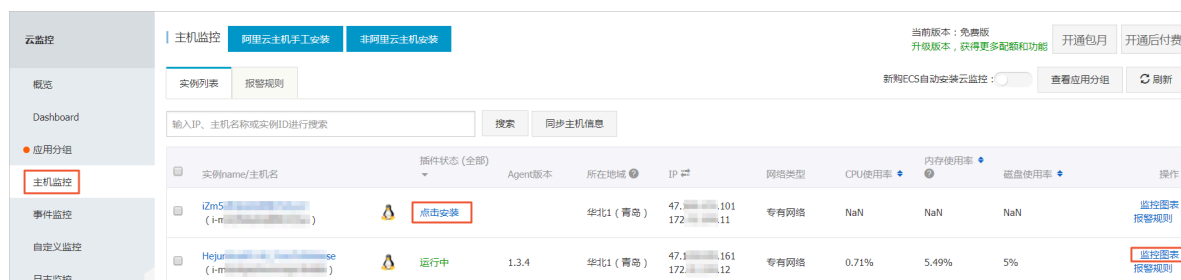 云监控
主机监控 阿里云主机手工安装 非阿里云主机安装
当前版本：免费版
升级版本，获得更多配额和功能
开通包月 开通后付费
概览
实例列表 报警规则
新购ECS自动安装云监控： 查看应用分组 刷新
Dashboard
输入IP、主机名称或实例ID进行搜索 搜索 同步主机信息
应用分组
主机监控
实例name/主机名 插件状态 (全部) Agent版本 所在地域 IP 网络类型 CPU使用率 内存使用率 磁盘使用率 操作
事件监控
iZm5
(i-m )
点击安装 华北1（青岛） 47. .101
172 .11
专有网络 NaN NaN NaN 监控图表
报警规则
自定义监控
Hejur se
(i-m )
运行中 1.3.4 华北1（青岛） 47.1 .161
172. .12
专有网络 0.71% 5.49% 5% 监控图表
报警规则
日志监控